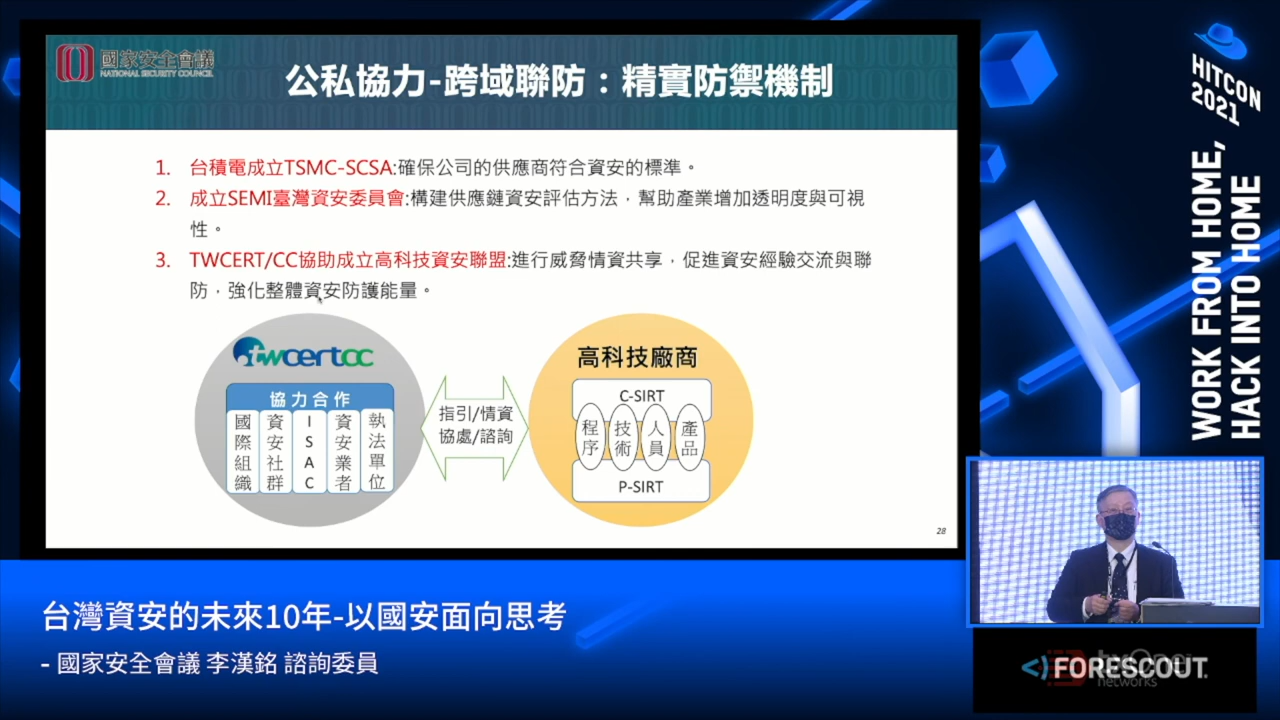 國家安全會議
NATIONAL SECURITY COUNCIL
公私協力-跨域聯防：精實防禦機制
1. 台積電成立TSMC-SCSA:確保公司的供應商符合資安的標準。
2. 成立SEMI臺灣資安委員會:構建供應鏈資安評估方法，幫助產業增加透明度與可視
性。
3. TWCERT/CC協助成立高科技資安聯盟:進行威脅情資共享，促進資安經驗交流與聯
防，強化整體資安防護能量。
twcertcc
協力合作
國際組織
資安社群
ISAC
資安業者
執法單位
指引/情資
協處/諮詢
高科技廠商
C-SIRT
程序
技術
人員
產品
P-SIRT
28
HITCON
2021
WORK FROM HOME,
HACK INTO HOME
台灣資安的未來10年-以國安面向思考
- 國家安全會議 李漢銘 諮詢委員
FORESCOUT.
networks